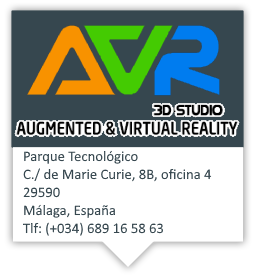 AVR
3D STUDIO
AUGMENTED & VIRTUAL REALITY
Parque Tecnológico
C./ de Marie Curie, 8B, oficina 4
29590
Málaga, España
Tlf: (+034) 689 16 58 63